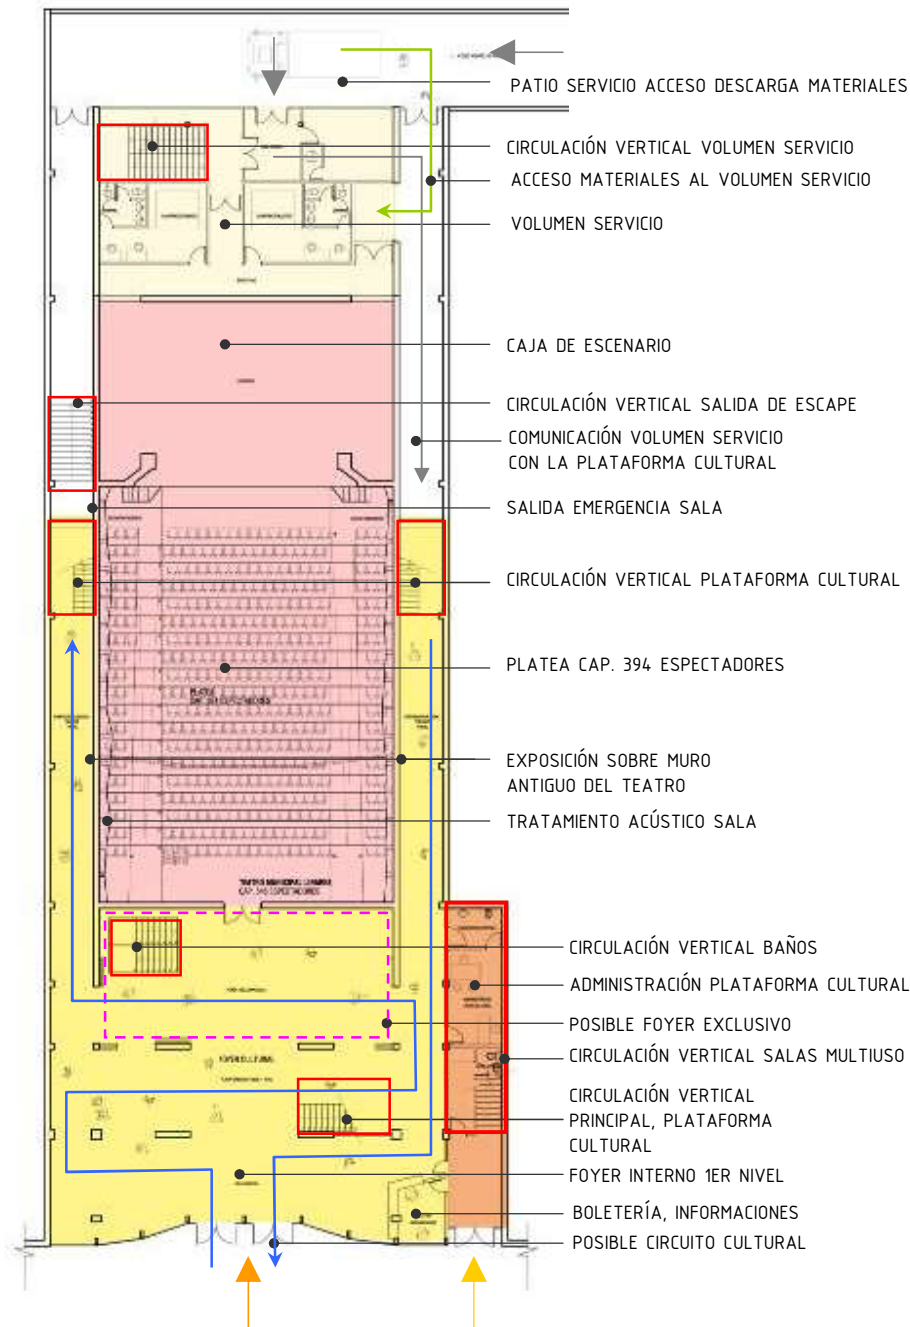 PATIO SERVICIO ACCESO DESCARGA MATERIALES
CIRCULACIÓN VERTICAL VOLUMEN SERVICIO
ACCESO MATERIALES AL VOLUMEN SERVICIO
VOLUMEN SERVICIO
CAJA DE ESCENARIO
CIRCULACIÓN VERTICAL SALIDA DE ESCAPE
COMUNICACIÓN VOLUMEN SERVICIO
CON LA PLATAFORMA CULTURAL
SALIDA EMERGENCIA SALA
CIRCULACIÓN VERTICAL PLATAFORMA CULTURAL
PLATEA CAP. 394 ESPECTADORES
PLATEA
EXPOSICIÓN SOBRE MURO
ANTIGUO DEL TEATRO
TRATAMIENTO ACÚSTICO SALA
CIRCULACIÓN VERTICAL BAÑOS
ADMINISTRACIÓN PLATAFORMA CULTURAL
POSIBLE FOYER EXCLUSIVO
CIRCULACIÓN VERTICAL SALAS MULTIUSO
FOYER CULTURAL
CIRCULACIÓN VERTICAL
PRINCIPAL, PLATAFORMA
CULTURAL
FOYER INTERNO 1ER NIVEL
BOLETERÍA, INFORMACIONES
POSIBLE CIRCUITO CULTURAL